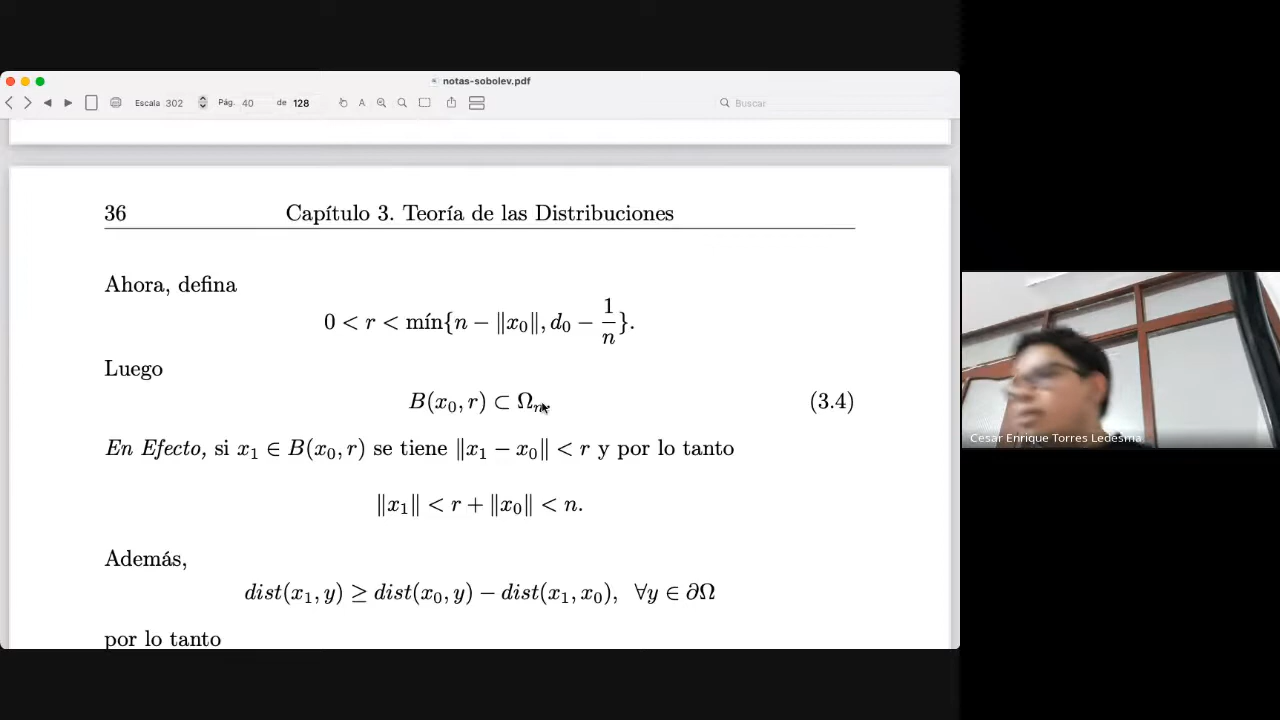 notas-sobolev.pdf
Escala 302 Pág. 40 de 128 Buscar
36 Capítulo 3. Teoría de las Distribuciones
Ahora, defina
0 < r < mín{n − ‖x₀‖, d₀ − 1/n}.
Luego
B(x₀, r) ⊂ Ωₙ (3.4)
En Efecto, si x₁ ∈ B(x₀, r) se tiene ‖x₁ − x₀‖ < r y por lo tanto
‖x₁‖ < r + ‖x₀‖ < n.
Además,
dist(x₁, y) ≥ dist(x₀, y) − dist(x₁, x₀), ∀y ∈ ∂Ω
por lo tanto
Cesar Enrique Torres Ledesma